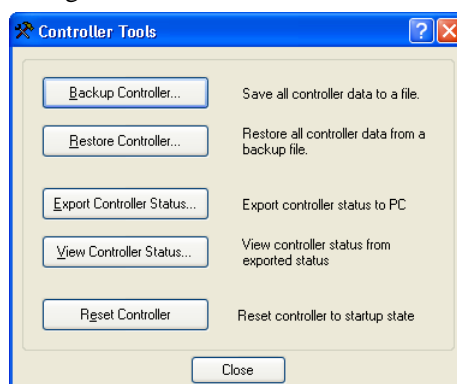 Controller Tools
Backup Controller...
Save all controller data to a file.
Restore Controller...
Restore all controller data from a
backup file.
Export Controller Status...
Export controller status to PC
View Controller Status...
View controller status from
exported status
Reset Controller
Reset controller to startup state
Close